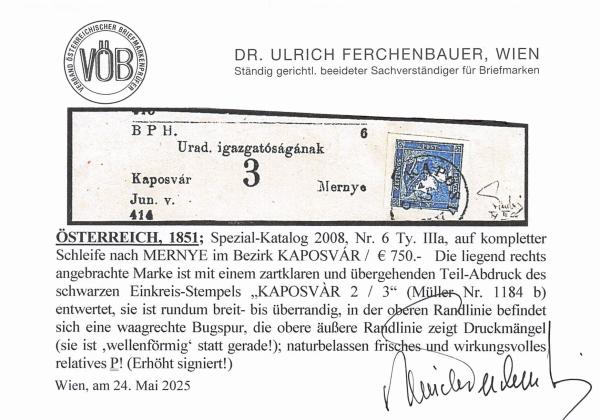 VERBAND ÖSTERREICHISCHER BRIEFMARKENPRÜFER
VÖB
DR. ULRICH FERCHENBAUER, WIEN
Ständig gerichtl. beeideter Sachverständiger für Briefmarken
B P H. 6
Urad. igazgatóságának
3
Kaposvár
Mernye
Jun. v.
414
KAPOS
ÖSTERREICH, 1851; Spezial-Katalog 2008, Nr. 6 Ty. IIIa, auf kompletter
Schleife nach MERNYE im Bezirk KAPOSVÁR / € 750.- Die liegend rechts
angebrachte Marke ist mit einem zartklaren und übergehenden Teil-Abdruck des
schwarzen Einkreis-Stempels „KAPOSVÀR 2 / 3“ (Müller Nr. 1184 b)
entwertet, sie ist rundum breit- bis überrandig, in der oberen Randlinie befindet
sich eine waagrechte Bugspur, die obere äußere Randlinie zeigt Druckmängel
(sie ist ‚wellenförmig‘ statt gerade!); naturbelassen frisches und wirkungsvolles
relatives P! (Erhöht signiert!)
Wien, am 24. Mai 2025